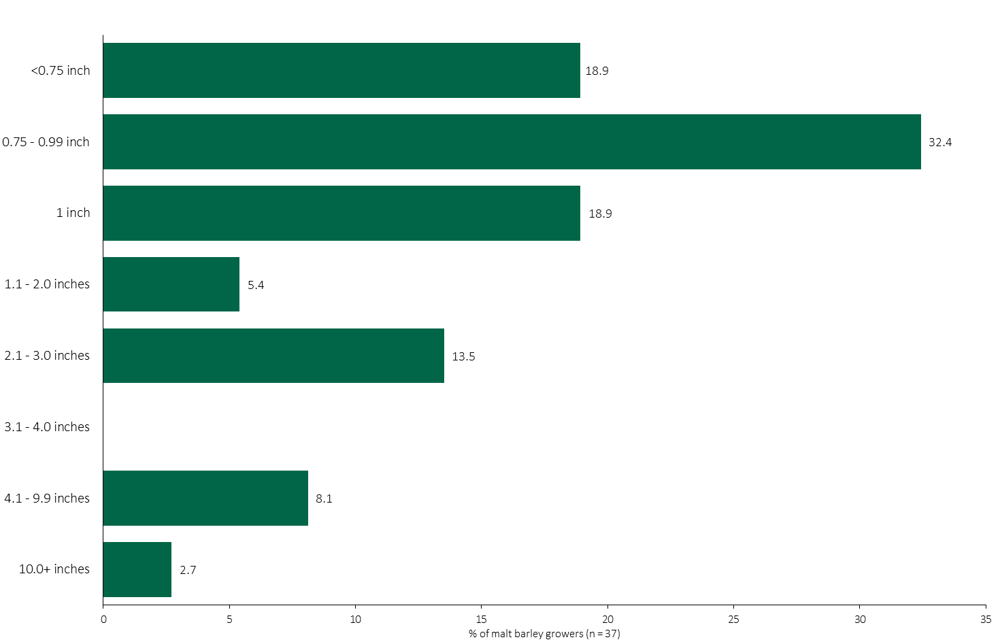 <0.75 inch
18.9
0.75 - 0.99 inch
32.4
1 inch
18.9
1.1 - 2.0 inches
5.4
2.1 - 3.0 inches
13.5
3.1 - 4.0 inches
4.1 - 9.9 inches
8.1
10.0+ inches
2.7
0 5 10 15 20 25 30 35
% of malt barley growers (n = 37)